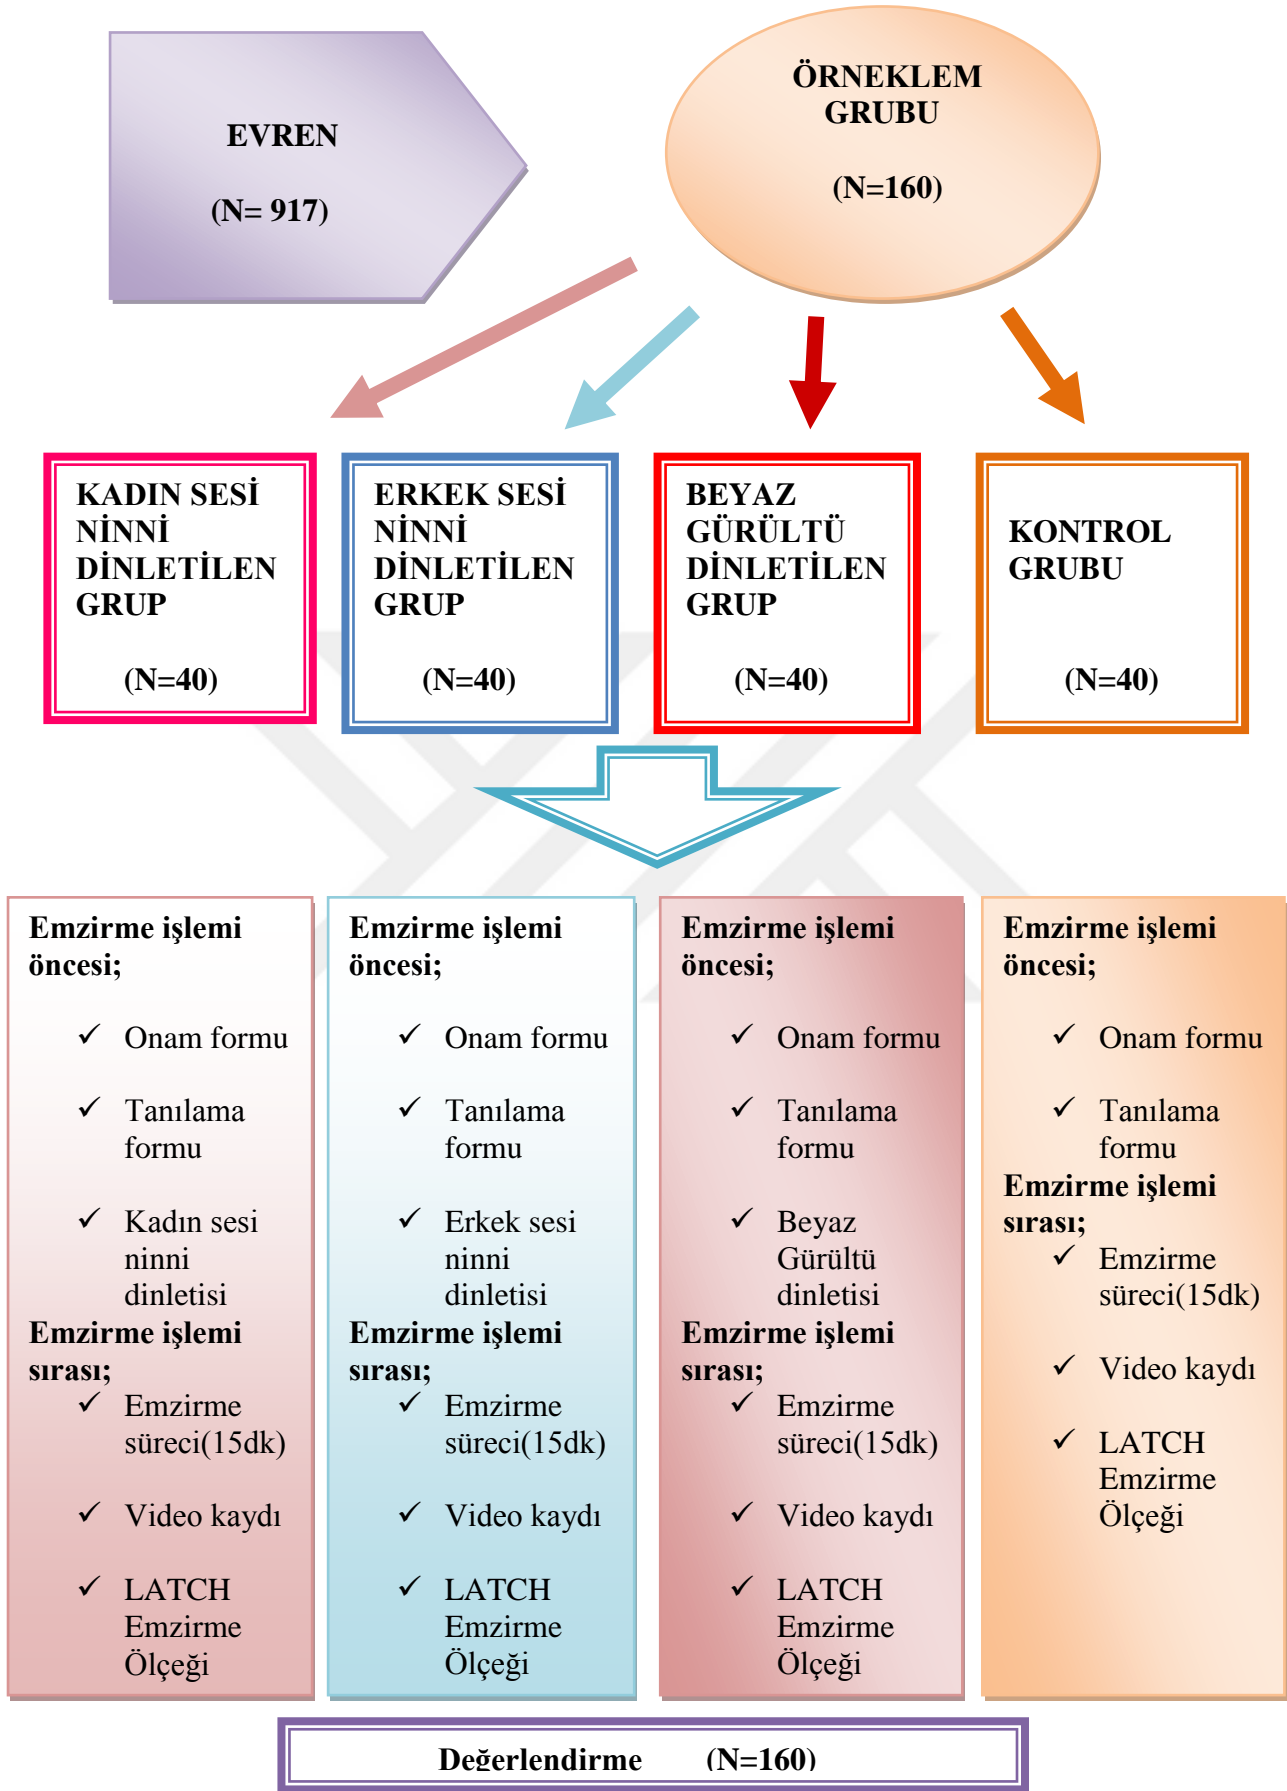 EVREN
(N= 917)
ÖRNEKLEM
GRUBU
(N=160)
KADIN SESİ
NİNNİ
DİNLETİLEN
GRUP
(N=40)
ERKEK SESİ
NİNNİ
DİNLETİLEN
GRUP
(N=40)
BEYAZ
GÜRÜLTÜ
DİNLETİLEN
GRUP
(N=40)
KONTROL
GRUBU
(N=40)
Emzirme işlemi
öncesi;
✓ Onam formu
✓ Tanılama
formu
✓ Kadın sesi
ninni
dinletisi
Emzirme işlemi
sırası;
✓ Emzirme
süreci(15dk)
✓ Video kaydı
✓ LATCH
Emzirme
Ölçeği
Emzirme işlemi
öncesi;
✓ Onam formu
✓ Tanılama
formu
✓ Erkek sesi
ninni
dinletisi
Emzirme işlemi
sırası;
✓ Emzirme
süreci(15dk)
✓ Video kaydı
✓ LATCH
Emzirme
Ölçeği
Emzirme işlemi
öncesi;
✓ Onam formu
✓ Tanılama
formu
✓ Beyaz
Gürültü
dinletisi
Emzirme işlemi
sırası;
✓ Emzirme
süreci(15dk)
✓ Video kaydı
✓ LATCH
Emzirme
Ölçeği
Emzirme işlemi
öncesi;
✓ Onam formu
✓ Tanılama
formu
Emzirme işlemi
sırası;
✓ Emzirme
süreci(15dk)
✓ Video kaydı
✓ LATCH
Emzirme
Ölçeği
Değerlendirme (N=160)